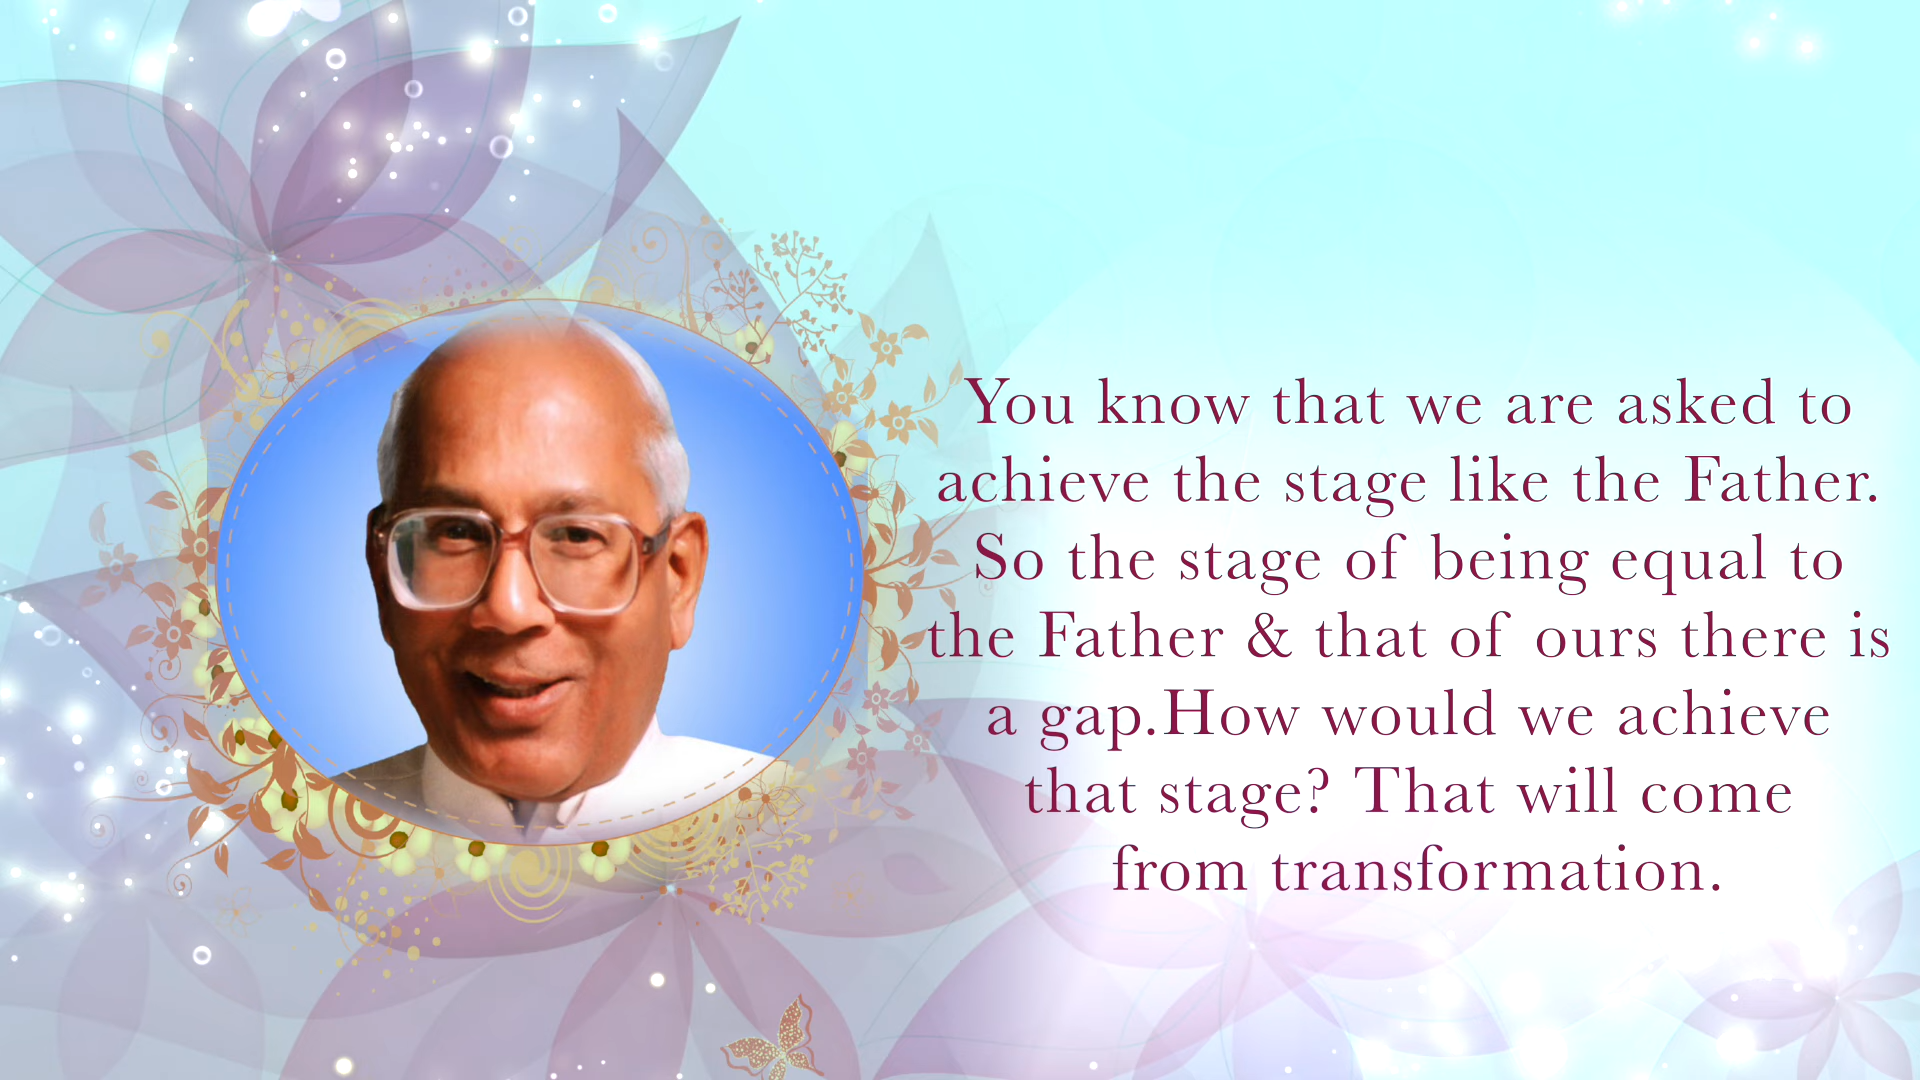 You know that we are asked to
achieve the stage like the Father.
So the stage of being equal to
the Father & that of ours there is
a gap.How would we achieve
that stage? That will come
from transformation.